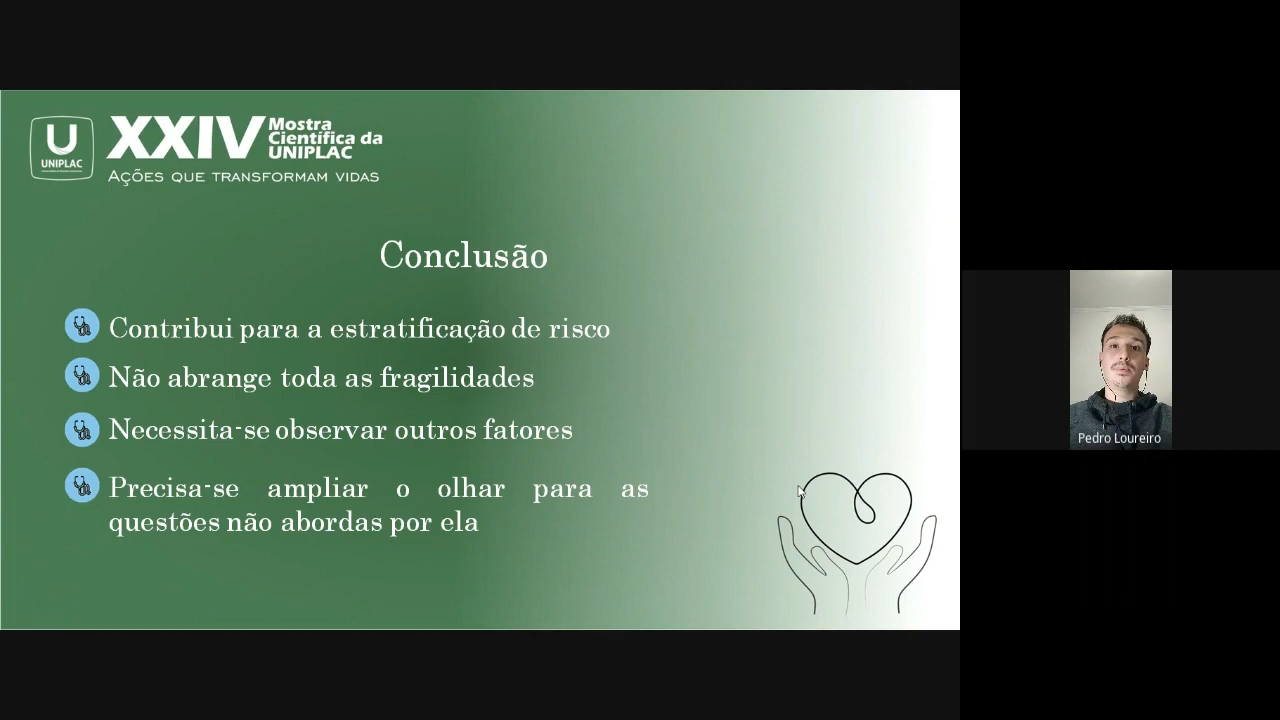 UNIPLAC
XXIV Mostra
Científica da
UNIPLAC
AÇÕES QUE TRANSFORMAM VIDAS
Conclusão
Contribui para a estratificação de risco
Não abrange toda as fragilidades
Necessita-se observar outros fatores
Precisa-se ampliar o olhar para as
questões não abordas por ela
Pedro Loureiro